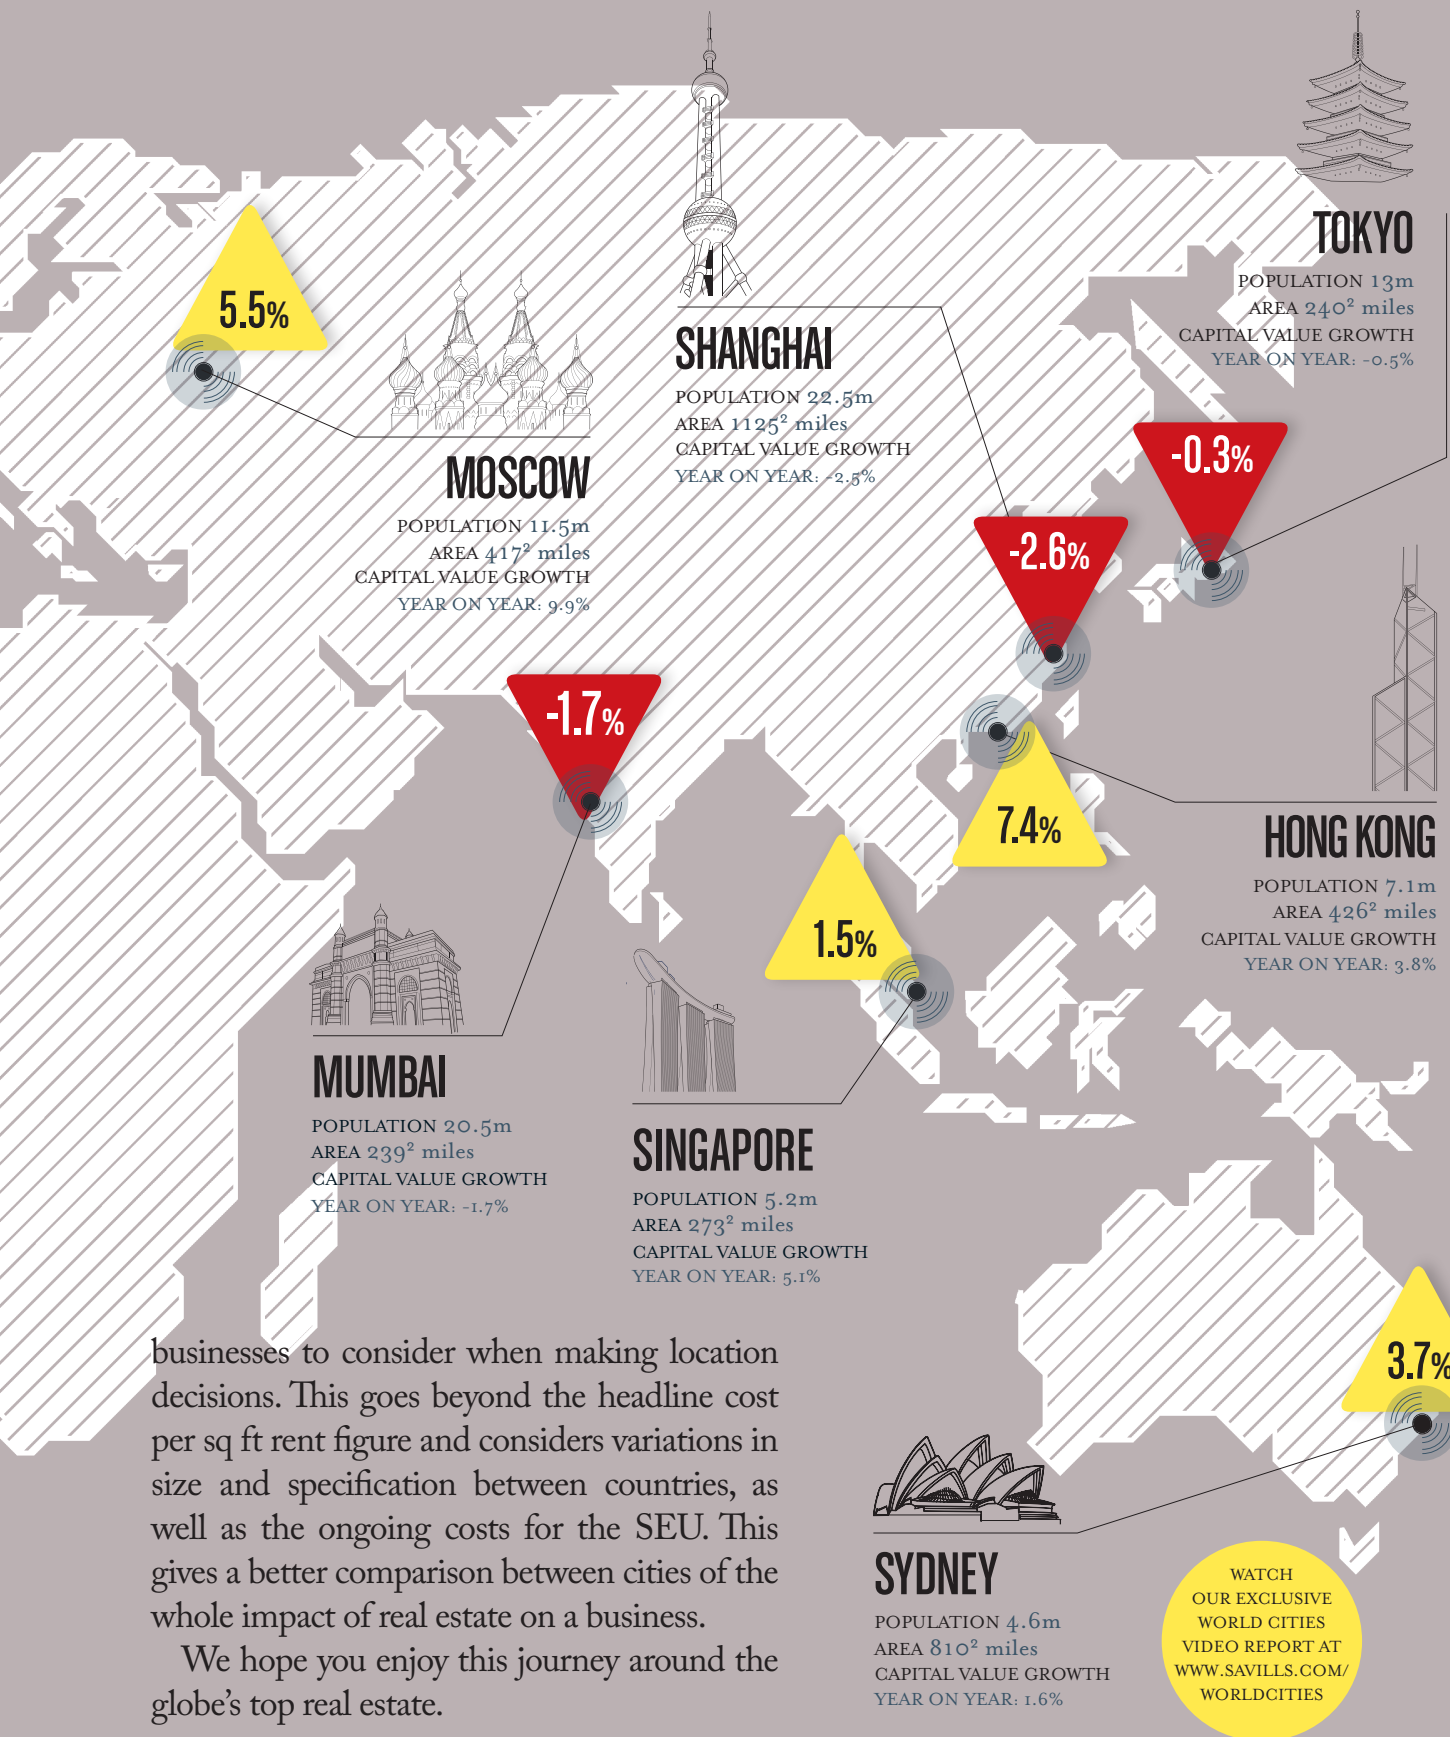 5.5%
MOSCOW
POPULATION 11.5m
AREA 417² miles
CAPITAL VALUE GROWTH
YEAR ON YEAR: 9.9%
SHANGHAI
POPULATION 22.5m
AREA 1125² miles
CAPITAL VALUE GROWTH
YEAR ON YEAR: -2.5%
-2.6%
TOKYO
POPULATION 13m
AREA 240² miles
CAPITAL VALUE GROWTH
YEAR ON YEAR: -0.5%
-0.3%
-1.7%
MUMBAI
POPULATION 20.5m
AREA 239² miles
CAPITAL VALUE GROWTH
YEAR ON YEAR: -1.7%
7.4%
HONG KONG
POPULATION 7.1m
AREA 426² miles
CAPITAL VALUE GROWTH
YEAR ON YEAR: 3.8%
1.5%
SINGAPORE
POPULATION 5.2m
AREA 273² miles
CAPITAL VALUE GROWTH
YEAR ON YEAR: 5.1%
3.7%
SYDNEY
POPULATION 4.6m
AREA 810² miles
CAPITAL VALUE GROWTH
YEAR ON YEAR: 1.6%
businesses to consider when making location
decisions. This goes beyond the headline cost
per sq ft rent figure and considers variations in
size and specification between countries, as
well as the ongoing costs for the SEU. This
gives a better comparison between cities of the
whole impact of real estate on a business.
We hope you enjoy this journey around the
globe's top real estate.
WATCH
OUR EXCLUSIVE
WORLD CITIES
VIDEO REPORT AT
WWW.SAVILLS.COM/
WORLDCITIES